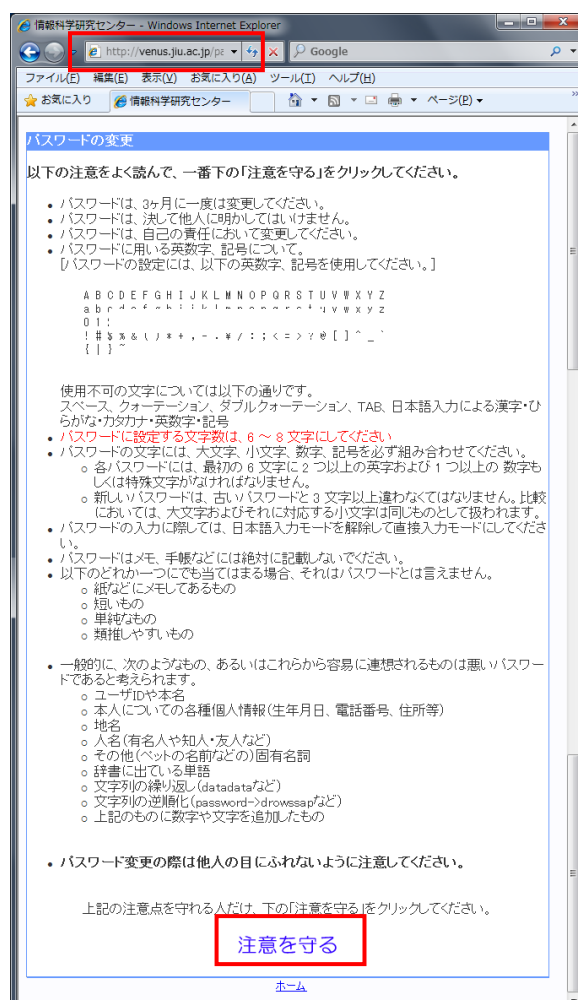 情報科学研究センター - Windows Internet Explorer
http://venus.jiu.ac.jp/pa
Google
ファイル(F) 編集(E) 表示(V) お気に入り(A) ツール(T) ヘルプ(H)
お気に入り 情報科学研究センター ページ(P)
パスワードの変更
以下の注意をよく読んで、一番下の「注意を守る」をクリックしてください。
• パスワードは、3ヶ月に一度は変更してください。
• パスワードは、決して他人に明かしてはいけません。
• パスワードは、自己の責任において変更してください。
• パスワードに用いる英数字、記号について。
[パスワードの設定には、以下の英数字、記号を使用してください。]
A B C D E F G H I J K L M N O P Q R S T U V W X Y Z
a b v w x y z
0 1
! # $ % & ( ) * + , - . ¥ / : ; < = > ? @ [ ] ^ _ `
{ | } ~
使用不可の文字については以下の通りです。
スペース、クォーテーション、ダブルクォーテーション、TAB、日本語入力による漢字・ひ
らがな・カタカナ・英数字・記号
• パスワードに設定する文字数は、6 ～ 8 文字にしてください
• パスワードの文字には、大文字、小文字、数字、記号を必ず組み合わせてください。
○ 各パスワードには、最初の 6 文字に 2 つ以上の英字および 1 つ以上の 数字も
しくは特殊文字がなければなりません。
○ 新しいパスワードは、古いパスワードと 3 文字以上違わなくてはなりません。比較
においては、大文字およびそれに対応する小文字は同じものとして扱われます。
• パスワードの入力に際しては、日本語入力モードを解除して直接入力モードにしてくださ
い。
• パスワードはメモ、手帳などには絶対に記載しないでください。
• 以下のどれか一つにでも当てはまる場合、それはパスワードとは言えません。
○ 紙などにメモしてあるもの
○ 短いもの
○ 単純なもの
○ 類推しやすいもの
• 一般的に、次のようなもの、あるいはこれらから容易に連想されるものは悪いパスワー
ドであると考えられます。
○ ユーザIDや本名
○ 本人についての各種個人情報(生年月日、電話番号、住所等)
○ 地名
○ 人名(有名人や知人・友人など)
○ その他(ペットの名前などの)固有名詞
○ 辞書に出ている単語
○ 文字列の繰り返し(datadataなど)
○ 文字列の逆順化(password->drowssapなど)
○ 上記のものに数字や文字を追加したもの
• パスワード変更の際は他人の目にふれないように注意してください。
上記の注意点を守れる人だけ、下の「注意を守る」をクリックしてください。
注意を守る
ホーム